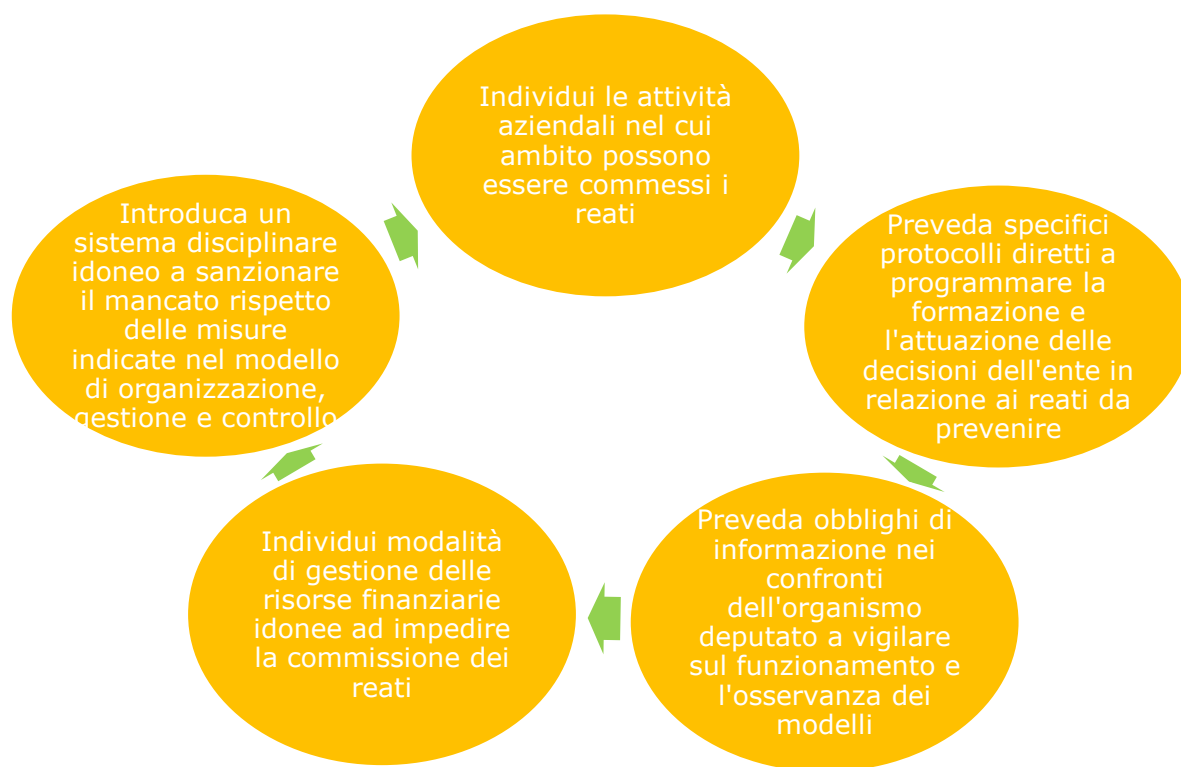 Individui le attività
aziendali nel cui
ambito possono
essere commessi i
reati
Preveda specifici
protocolli diretti a
programmare la
formazione e
l'attuazione delle
decisioni dell'ente in
relazione ai reati da
prevenire
Preveda obblighi di
informazione nei
confronti
dell'organismo
deputato a vigilare
sul funzionamento e
l'osservanza dei
modelli
Individui modalità
di gestione delle
risorse finanziarie
idonee ad impedire
la commissione dei
reati
Introduca un
sistema disciplinare
idoneo a sanzionare
il mancato rispetto
delle misure
indicate nel modello
di organizzazione,
gestione e controllo